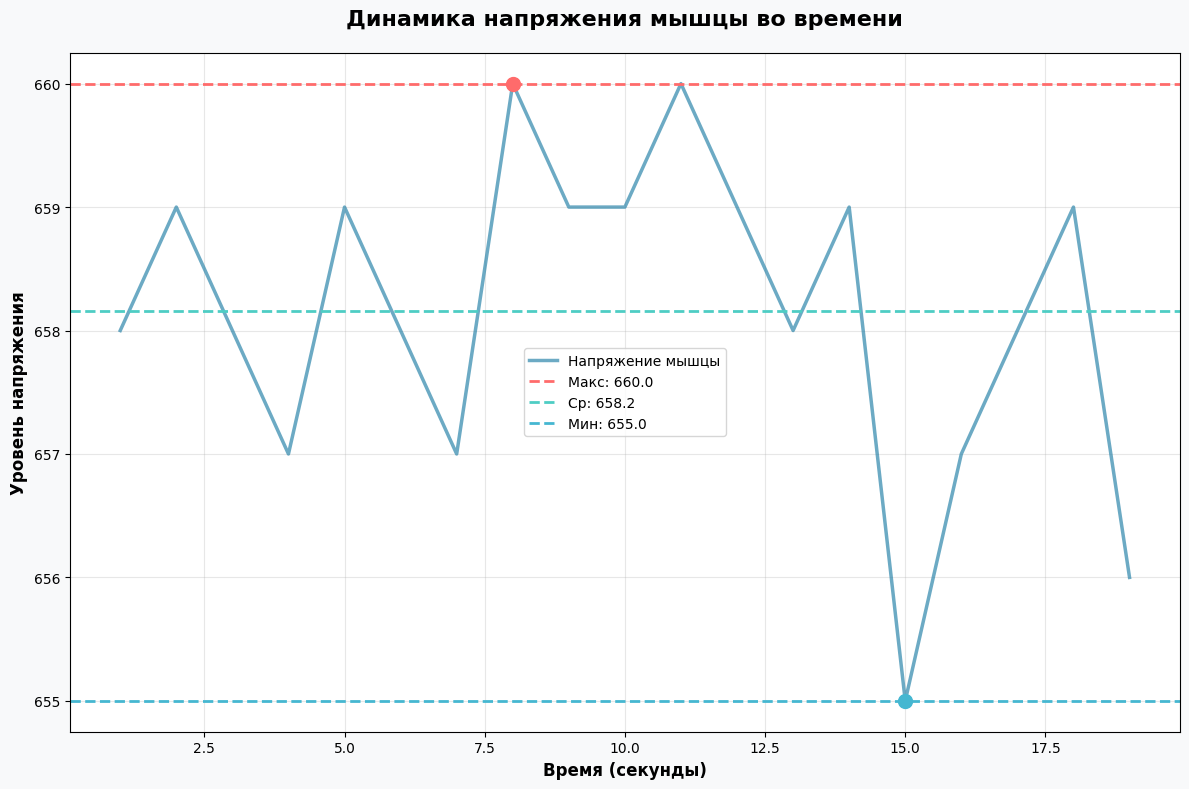 Динамика напряжения мышцы во времени
Уровень напряжения
660
659
658
657
656
655
Напряжение мышцы
Макс: 660.0
Ср: 658.2
Мин: 655.0
2.5 5.0 7.5 10.0 12.5 15.0 17.5
Время (секунды)